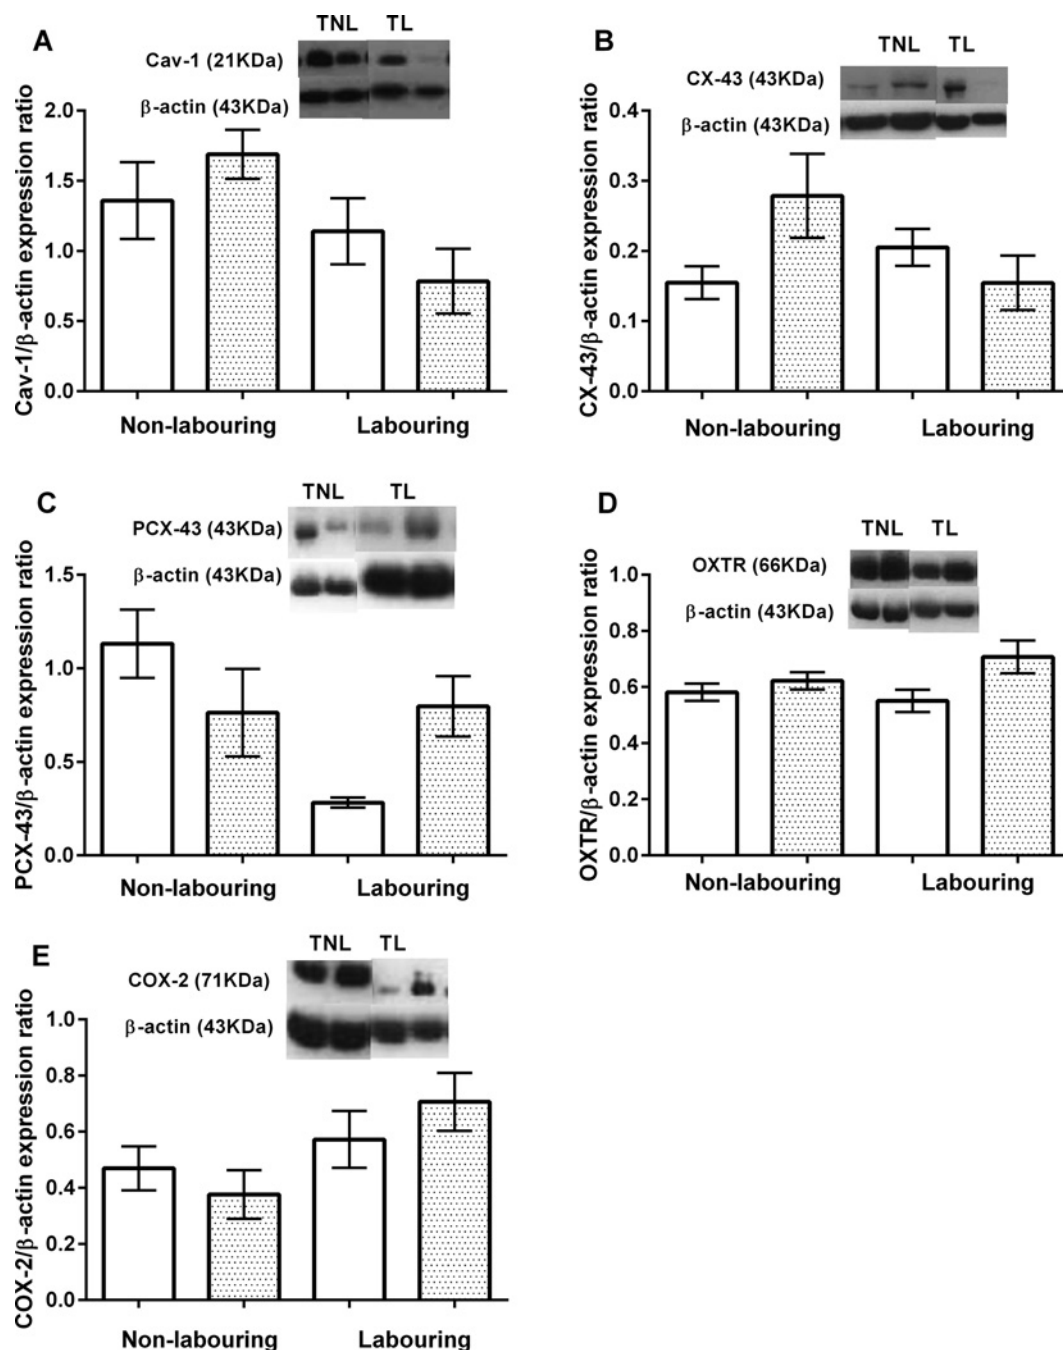 A
TNL TL
Cav-1 (21KDa)
β-actin (43KDa)
Cav-1/β-actin expression ratio
2.0
1.5
1.0
0.5
0.0
Non-labouring Labouring
B
TNL TL
CX-43 (43KDa)
β-actin (43KDa)
CX-43/β-actin expression ratio
0.4
0.3
0.2
0.1
0.0
Non-labouring Labouring
C
TNL TL
PCX-43 (43KDa)
β-actin (43KDa)
PCX-43/β-actin expression ratio
1.5
1.0
0.5
0.0
Non-labouring Labouring
D
TNL TL
OXTR (66KDa)
β-actin (43KDa)
OXTR/β-actin expression ratio
1.0
0.8
0.6
0.4
0.2
0.0
Non-labouring Labouring
E
TNL TL
COX-2 (71KDa)
β-actin (43KDa)
COX-2/β-actin expression ratio
1.0
0.8
0.6
0.4
0.2
0.0
Non-labouring Labouring